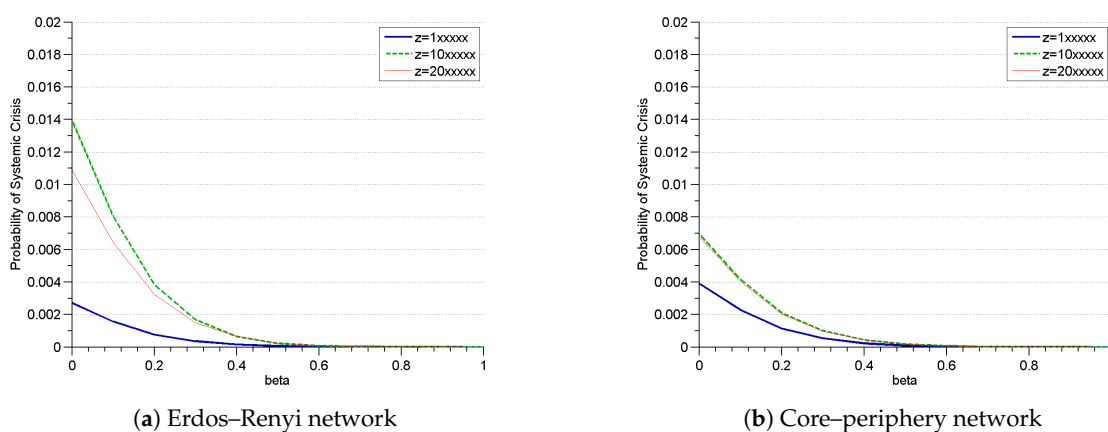 0.02
0.018
0.016
0.014
0.012
0.01
0.008
0.006
0.004
0.002
0
Probability of Systemic Crisis
z=1xxxxx
z=10xxxxx
z=20xxxxx
0 0.2 0.4 0.6 0.8 1
beta
(a) Erdos–Renyi network
0.02
0.018
0.016
0.014
0.012
0.01
0.008
0.006
0.004
0.002
0
Probability of Systemic Crisis
z=1xxxxx
z=10xxxxx
z=20xxxxx
0 0.2 0.4 0.6 0.8
beta
(b) Core–periphery network